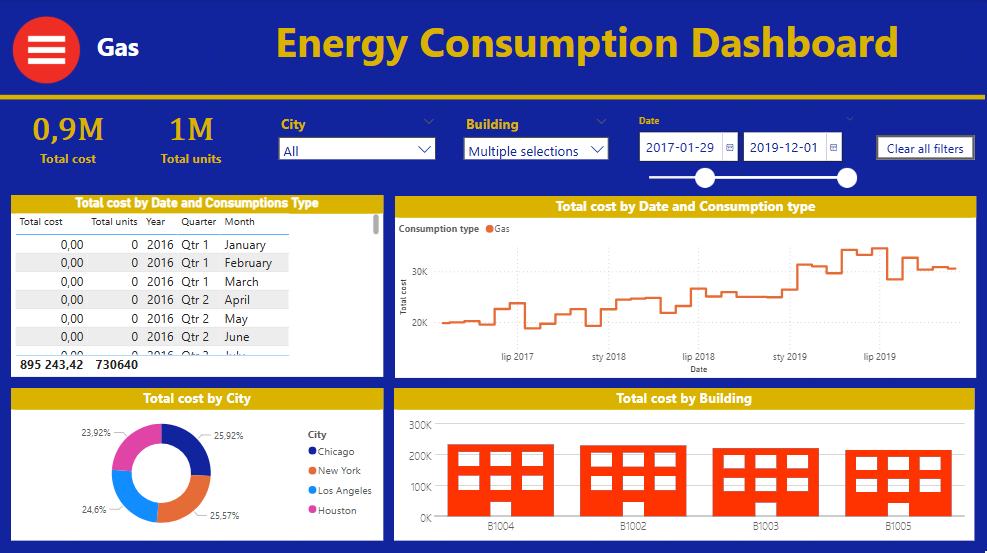 Gas
Energy Consumption Dashboard
0,9M
Total cost
1M
Total units
City
All
Building
Multiple selections
Date
2017-01-29
2019-12-01
Clear all filters
Total cost by Date and Consumptions Type
Total cost Total units Year Quarter Month
0,00 0 2016 Qtr 1 January
0,00 0 2016 Qtr 1 February
0,00 0 2016 Qtr 1 March
0,00 0 2016 Qtr 2 April
0,00 0 2016 Qtr 2 May
0,00 0 2016 Qtr 2 June
0,00 0 2016 Qtr 3 July
895 243,42 730640
Total cost by Date and Consumption type
Consumption type Gas
Total cost
30K
20K
lip 2017 sty 2018 lip 2018 sty 2019 lip 2019
Date
Total cost by City
23,92%
25,92%
24,6%
25,57%
City
Chicago
New York
Los Angeles
Houston
Total cost by Building
300K
200K
100K
0K
B1004 B1002 B1003 B1005